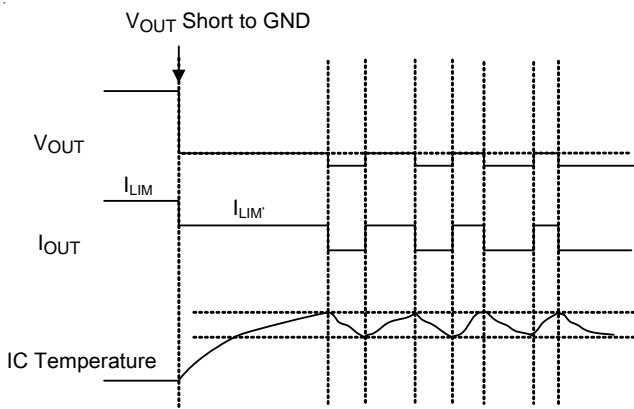 VOUT Short to GND
VOUT
ILIM
ILIM'
IOUT
IC Temperature